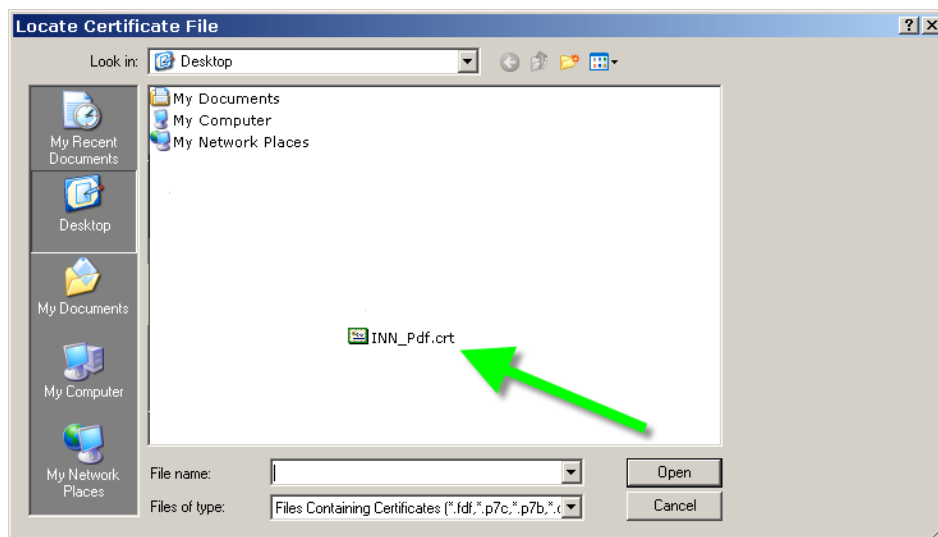 Locate Certificate File
Look in: Desktop
My Documents
My Computer
My Network Places
My Recent
Documents
Desktop
My Documents
My Computer
My Network
Places
INN_Pdf.crt
File name:
Open
Files of type: Files Containing Certificates (*.fdf,*.p7c,*.p7b,*.c
Cancel